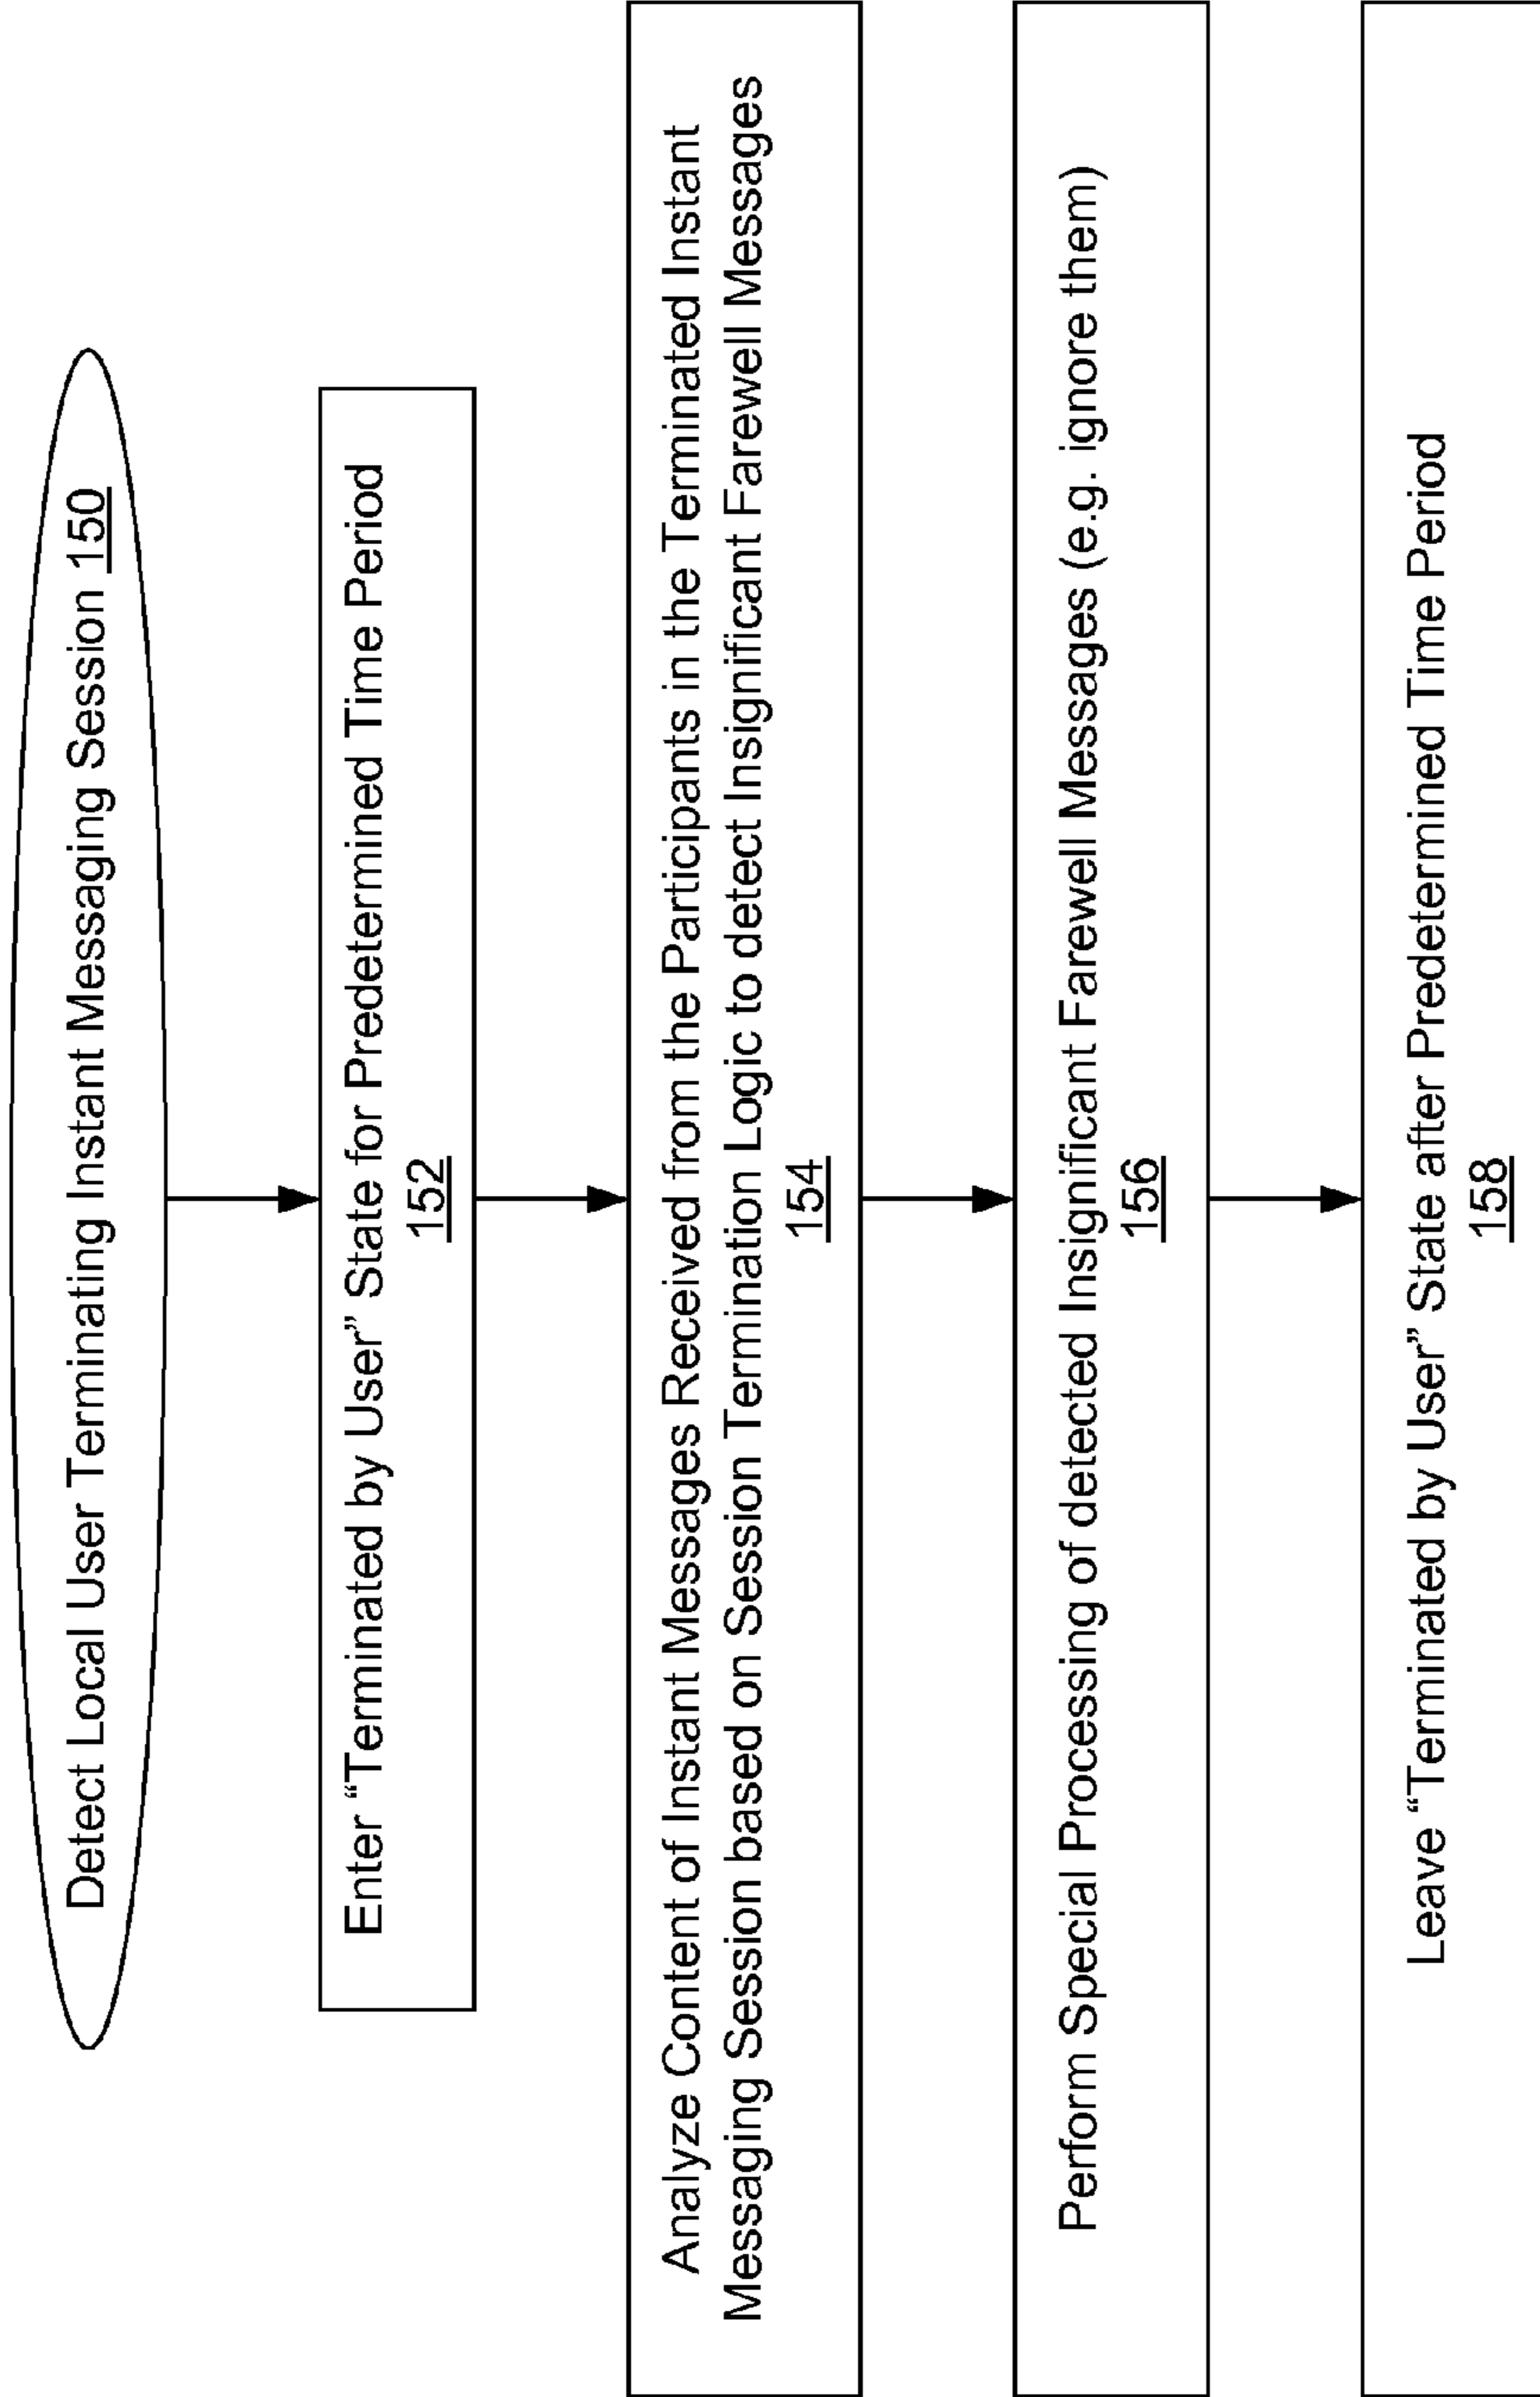 Detect Local User Terminating Instant Messaging Session 150
Enter “Terminated by User” State for Predetermined Time Period
152
Analyze Content of Instant Messages Received from the Participants in the Terminated Instant
Messaging Session based on Session Termination Logic to detect Insignificant Farewell Messages
154
Perform Special Processing of detected Insignificant Farewell Messages (e.g. ignore them)
156
Leave “Terminated by User” State after Predetermined Time Period
158